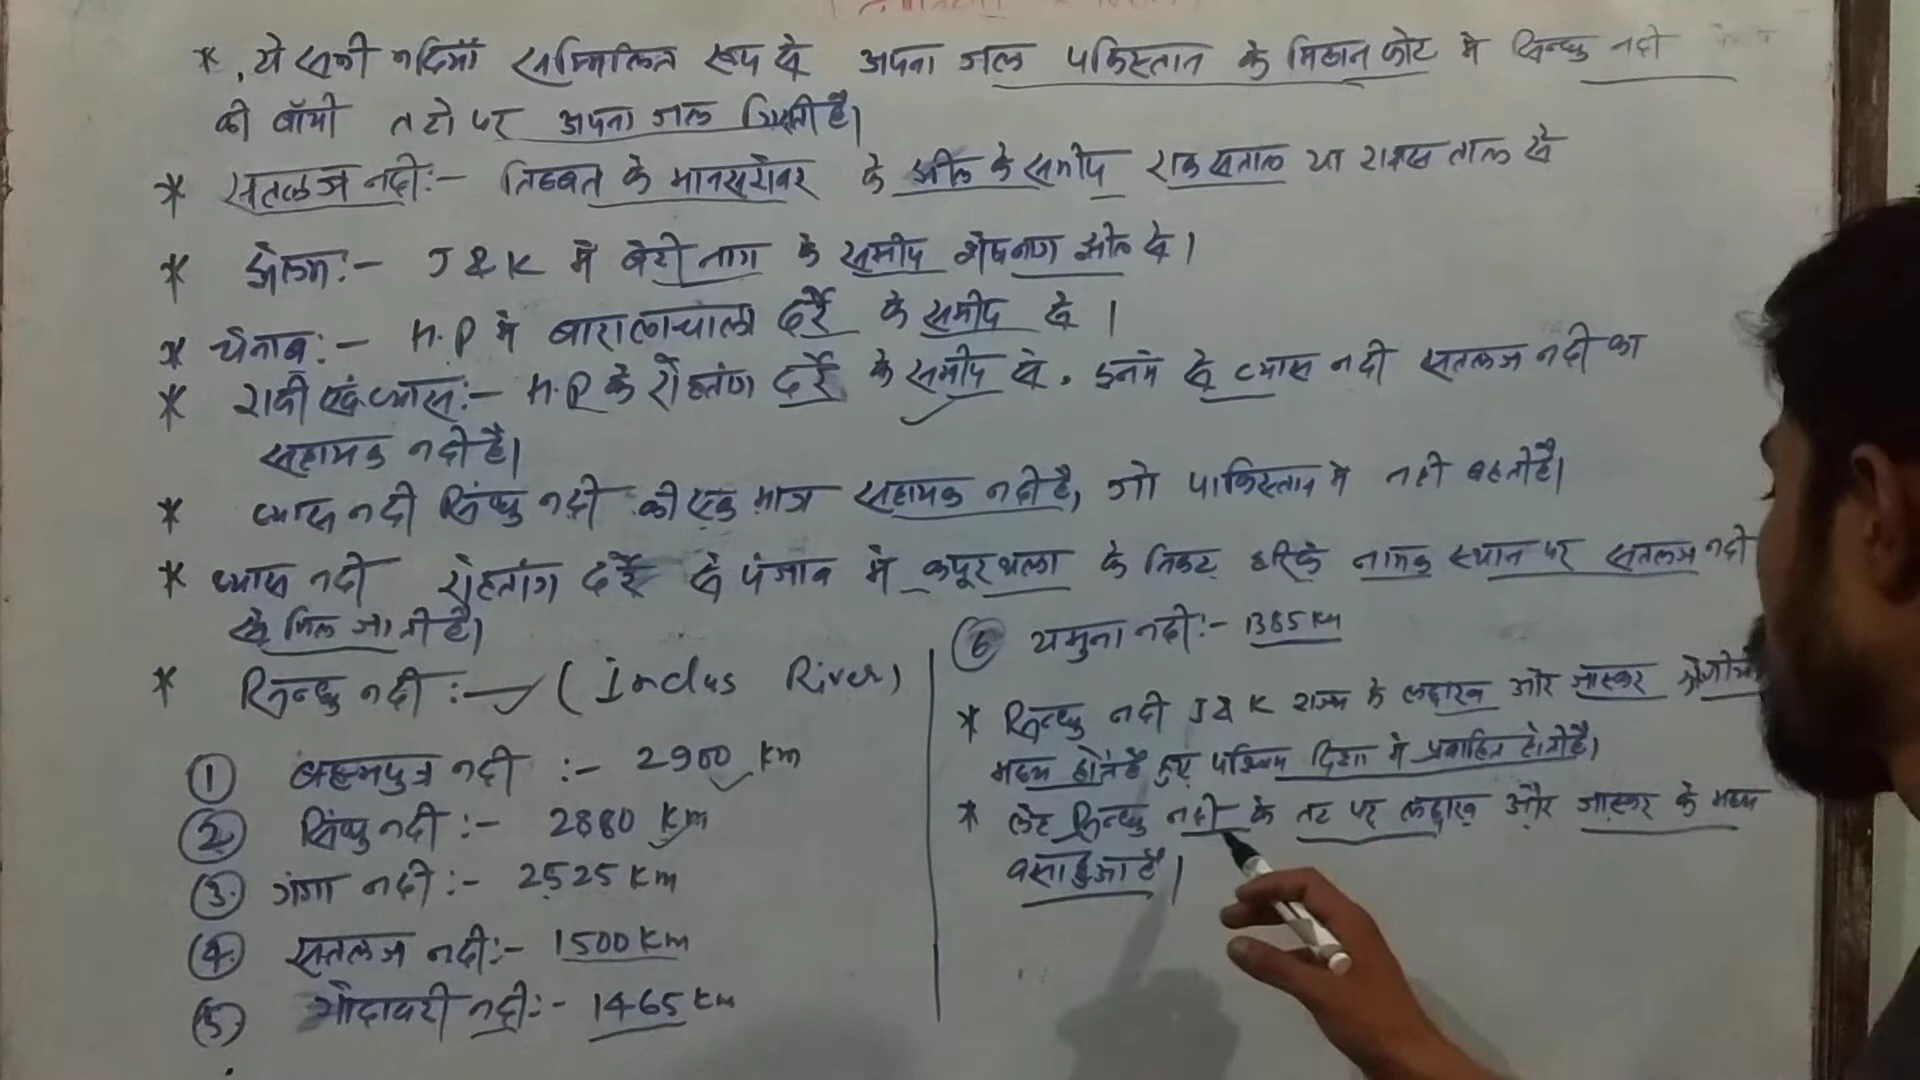 * ये सभी नदियाँ सम्मिलित रूप से अपना जल पाकिस्तान के मिठान कोट मे सिन्धु नदी
की बाँयी तटो पर अपना जल गिराती है।
* सतलज नदी:- तिब्बत के मानसरोवर के झील के समीप राकसताल या राक्षस ताल से
* झेलम:- J & K मे बेरी नाग के समीप शेषनाग झील से।
* चेनाब:- H.P मे बारालाचाला दर्रे के समीप से।
* रावी एवं व्यास:- H.P के रोहतांग दर्रे के समीप से, इनमे से व्यास नदी सतलज नदी का
सहायक नदी है।
* व्यास नदी सिंधु नदी की एक मात्र सहायक नदी है, जो पाकिस्तान मे नही बहती है।
* व्यास नदी रोहतांग दर्रे से पंजाब मे कपूरथला के निकट हरिके नामक स्थान पर सतलज नदी
से मिल जाती है।
* सिन्धु नदी :- (Indus River)
① ब्रह्मपुत्र नदी :- 2900 km
② सिंधु नदी :- 2880 km
③ गंगा नदी :- 2525 km
④ सतलज नदी:- 1500 km
⑤ गोदावरी नदी:- 1465 km
⑥ यमुना नदी:- 1385 km
* सिन्धु नदी J & K राज्य के लद्दाख और जास्कर श्रेणी के
मध्य होते है हुए पश्चिम दिशा मे प्रवाहित होती है।
* लेह सिन्धु नदी के तट पर लद्दाख और जास्कर के मध्य
बसा हुआ है।